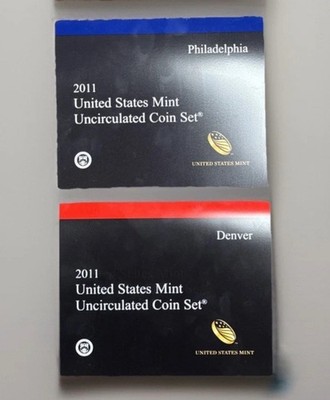 Philadelphia
2011
United States Mint
Uncirculated Coin Set®
UNITED STATES MINT
Denver
2011
United States Mint
Uncirculated Coin Set®
UNITED STATES MINT